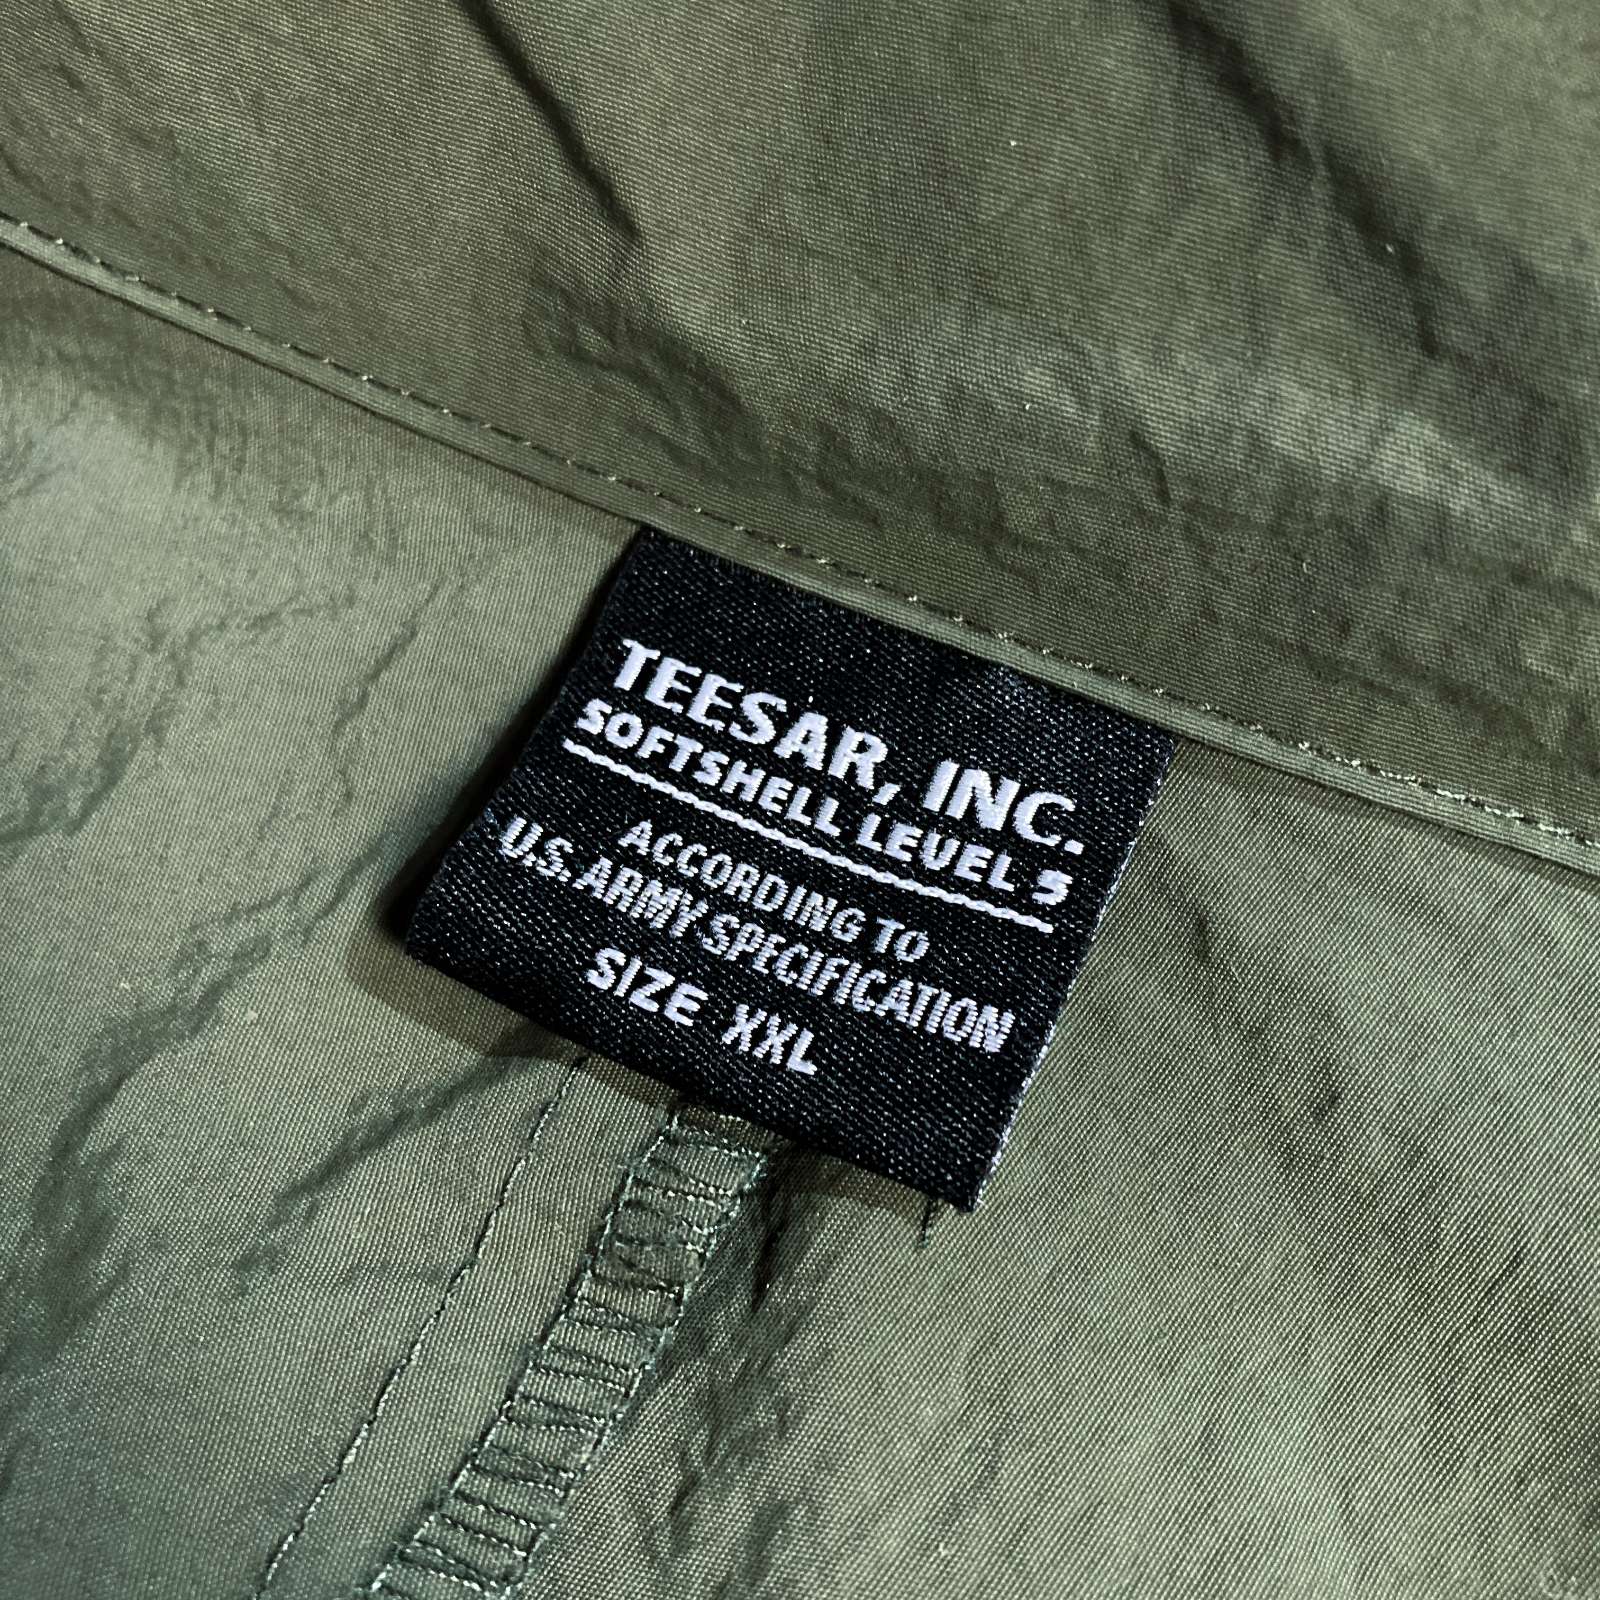 TEESAR, INC.
SOFTSHELL LEVEL 5
ACCORDING TO
U.S. ARMY SPECIFICATION
SIZE XXL